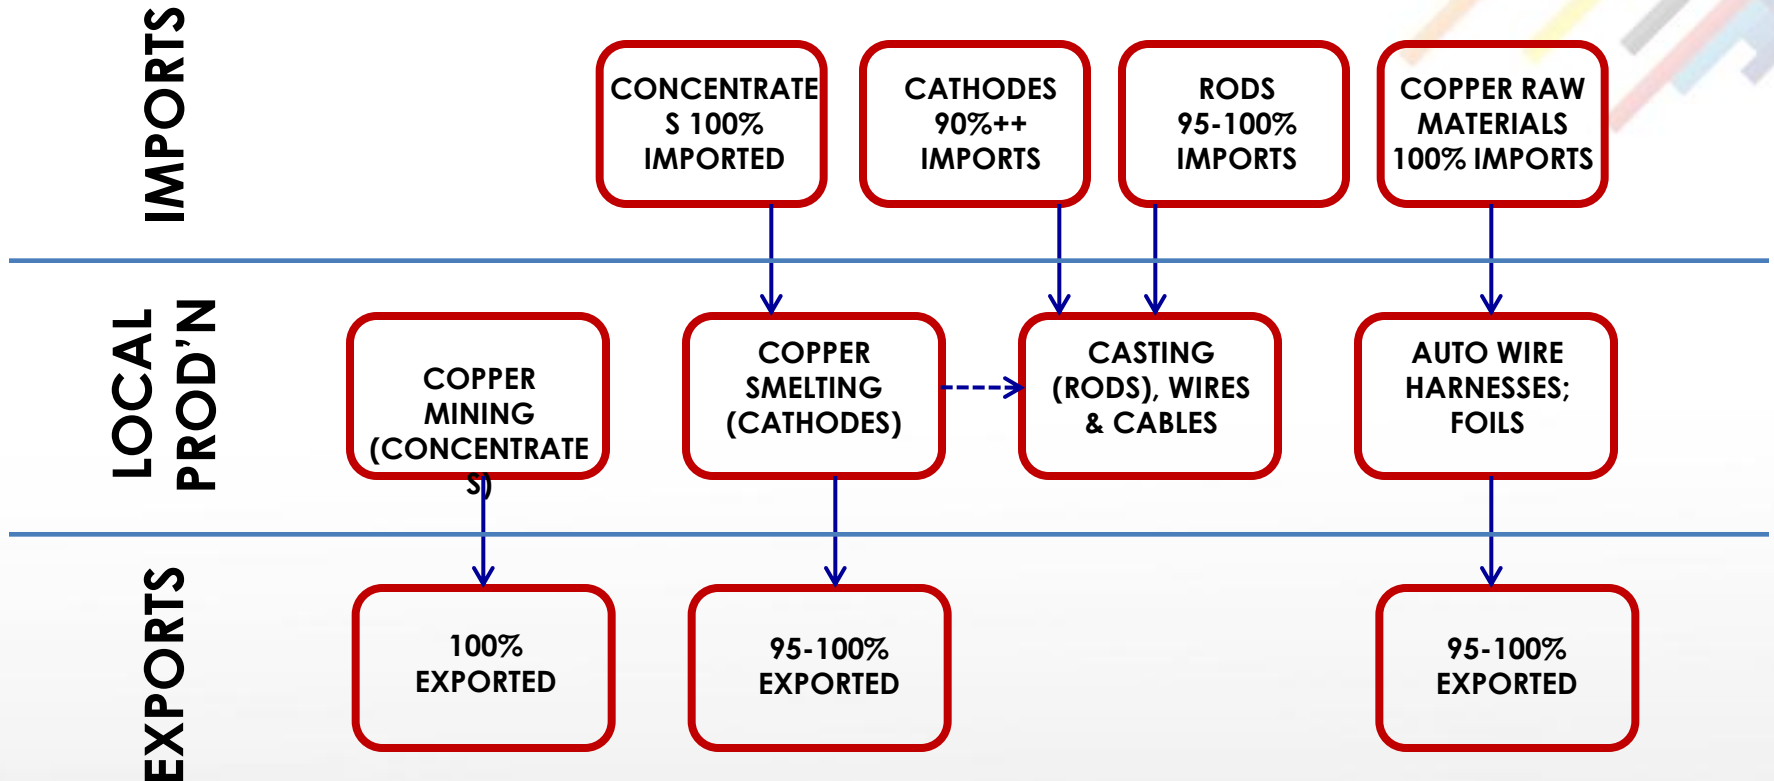 IMPORTS
CONCENTRATE
S 100%
IMPORTED
CATHODES
90%++
IMPORTS
RODS
95-100%
IMPORTS
COPPER RAW
MATERIALS
100% IMPORTS
LOCAL
PROD’N
COPPER
MINING
(CONCENTRATE
S)
COPPER
SMELTING
(CATHODES)
CASTING
(RODS), WIRES
& CABLES
AUTO WIRE
HARNESSES;
FOILS
EXPORTS
100%
EXPORTED
95-100%
EXPORTED
95-100%
EXPORTED